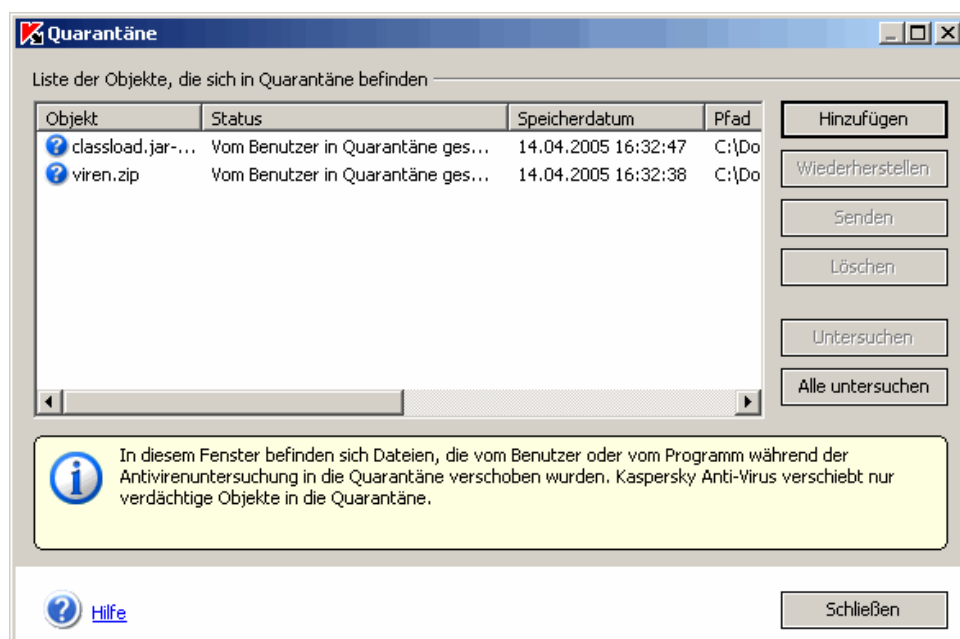 Quarantäne
Liste der Objekte, die sich in Quarantäne befinden
Objekt Status Speicherdatum Pfad
classload.jar-... Vom Benutzer in Quarantäne ges... 14.04.2005 16:32:47 C:\Do
viren.zip Vom Benutzer in Quarantäne ges... 14.04.2005 16:32:38 C:\Do
Hinzufügen
Wiederherstellen
Senden
Löschen
Untersuchen
Alle untersuchen
In diesem Fenster befinden sich Dateien, die vom Benutzer oder vom Programm während der
Antivirenuntersuchung in die Quarantäne verschoben wurden. Kaspersky Anti-Virus verschiebt nur
verdächtige Objekte in die Quarantäne.
Hilfe
Schließen